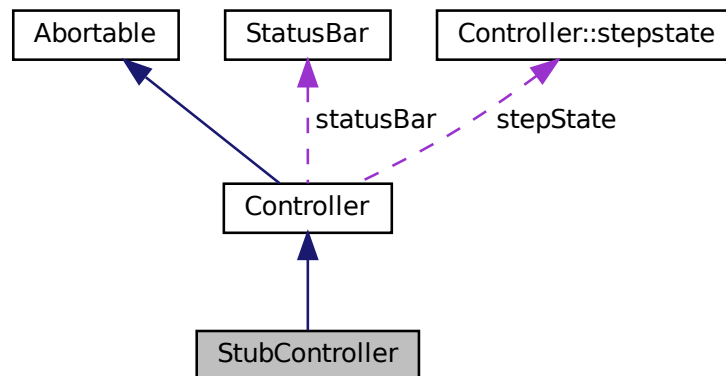 Abortable
StatusBar
Controller::stepstate
statusBar
stepState
Controller
StubController